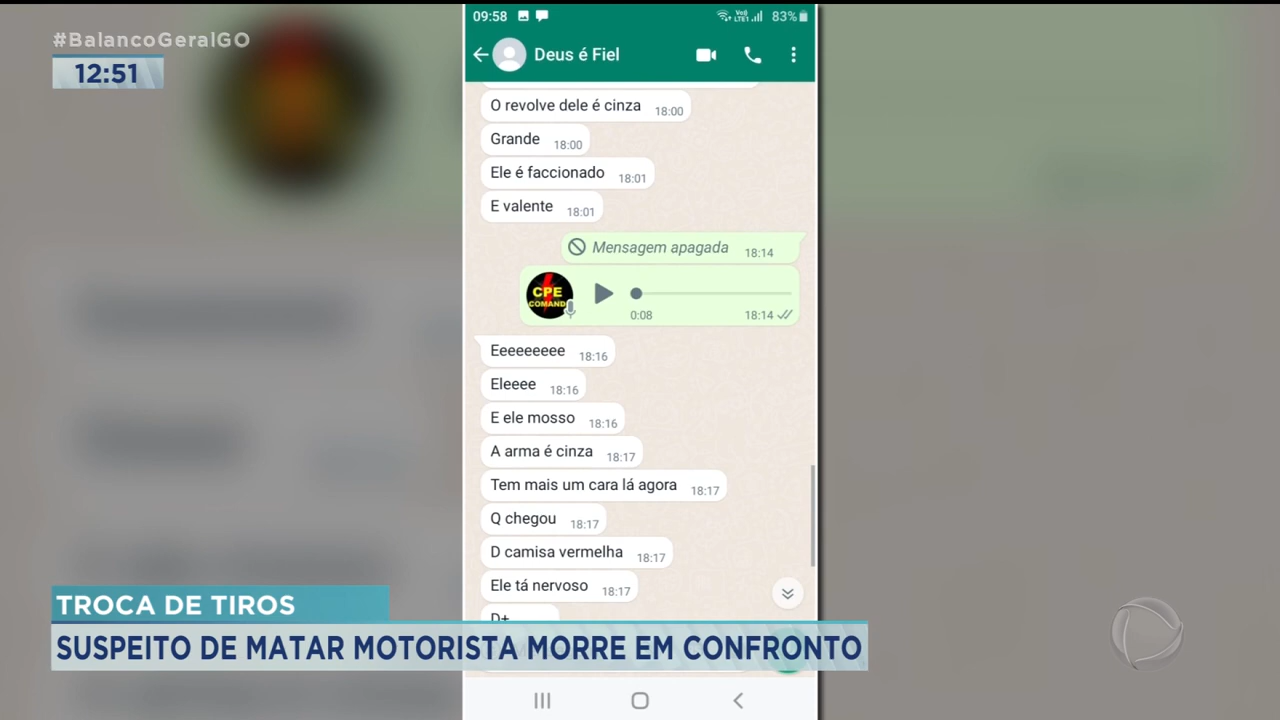 #BalancoGeralGO
12:51
09:58
VoLTE1
83%
Deus é Fiel
O revolve dele é cinza 18:00
Grande 18:00
Ele é faccionado 18:01
E valente 18:01
Mensagem apagada 18:14
CPE
COMAND
0:08 18:14
Eeeeeeeee 18:16
Eleeee 18:16
E ele mosso 18:16
A arma é cinza 18:17
Tem mais um cara lá agora 18:17
Q chegou 18:17
D camisa vermelha 18:17
Ele tá nervoso 18:17
D+
TROCA DE TIROS
SUSPEITO DE MATAR MOTORISTA MORRE EM CONFRONTO